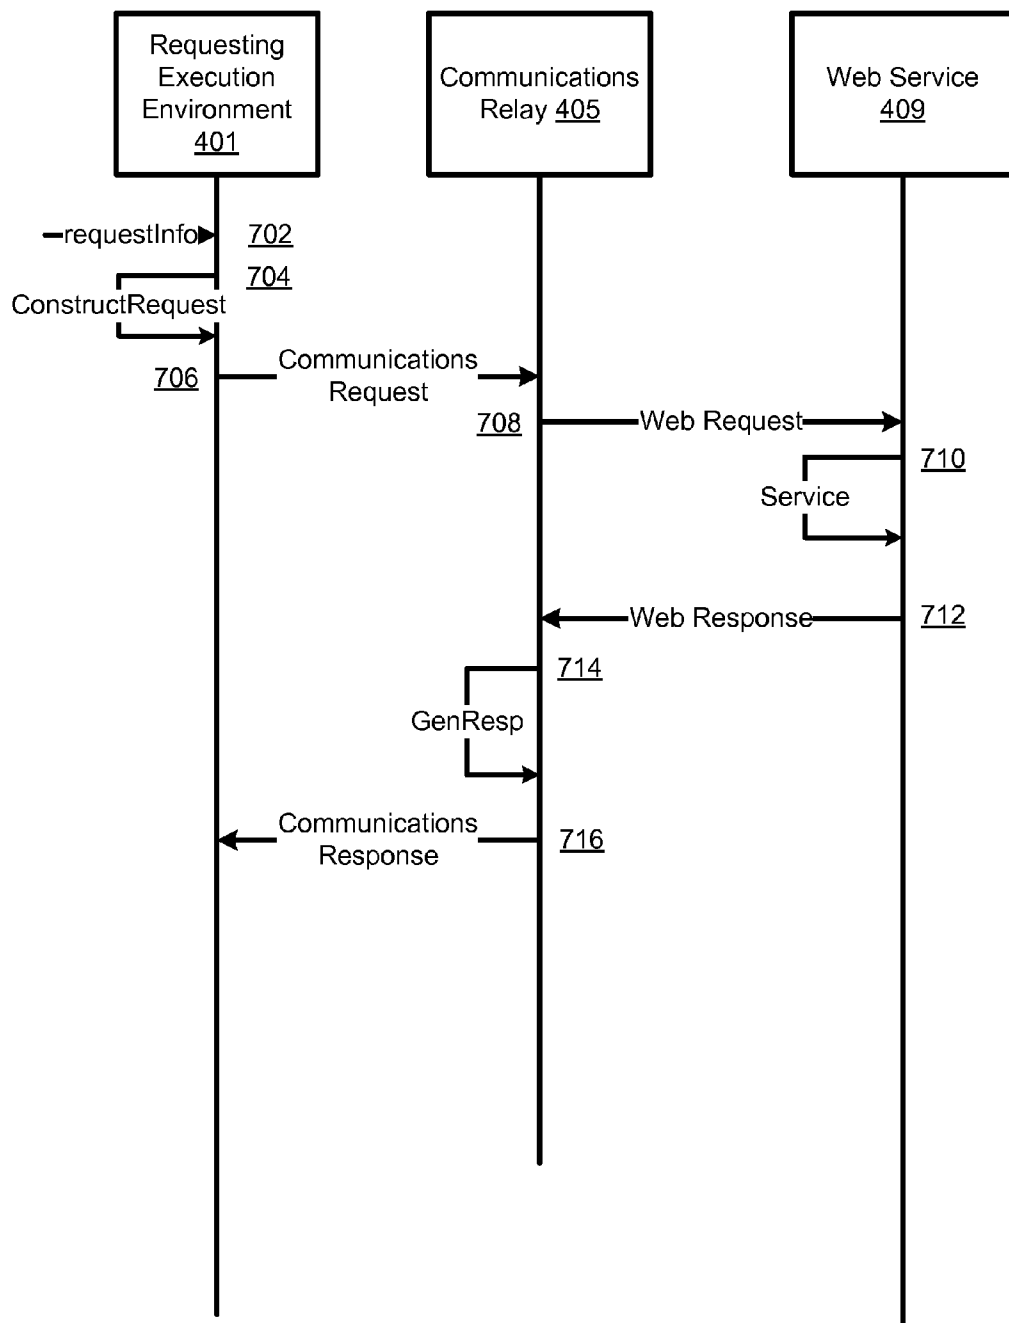 Requesting
Execution
Environment
401
Communications
Relay 405
Web Service
409
requestInfo
702
704
ConstructRequest
706
Communications
Request
708
Web Request
710
Service
Web Response
712
714
GenResp
Communications
Response
716